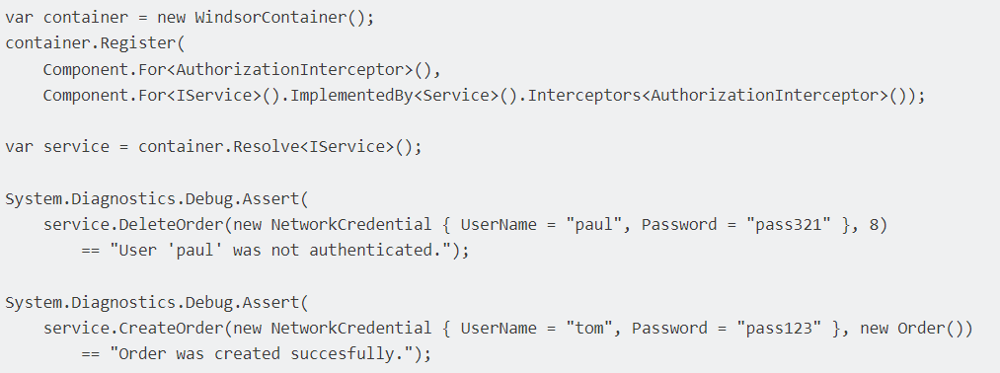 var container = new WindsorContainer();
container.Register(
    Component.For<AuthorizationInterceptor>(),
    Component.For<IService>().ImplementedBy<Service>().Interceptors<AuthorizationInterceptor>());
var service = container.Resolve<IService>();
System.Diagnostics.Debug.Assert(
    service.DeleteOrder(new NetworkCredential { UserName = "paul", Password = "pass321" }, 8)
        == "User 'paul' was not authenticated.");
System.Diagnostics.Debug.Assert(
    service.CreateOrder(new NetworkCredential { UserName = "tom", Password = "pass123" }, new Order())
        == "Order was created succesfully.");